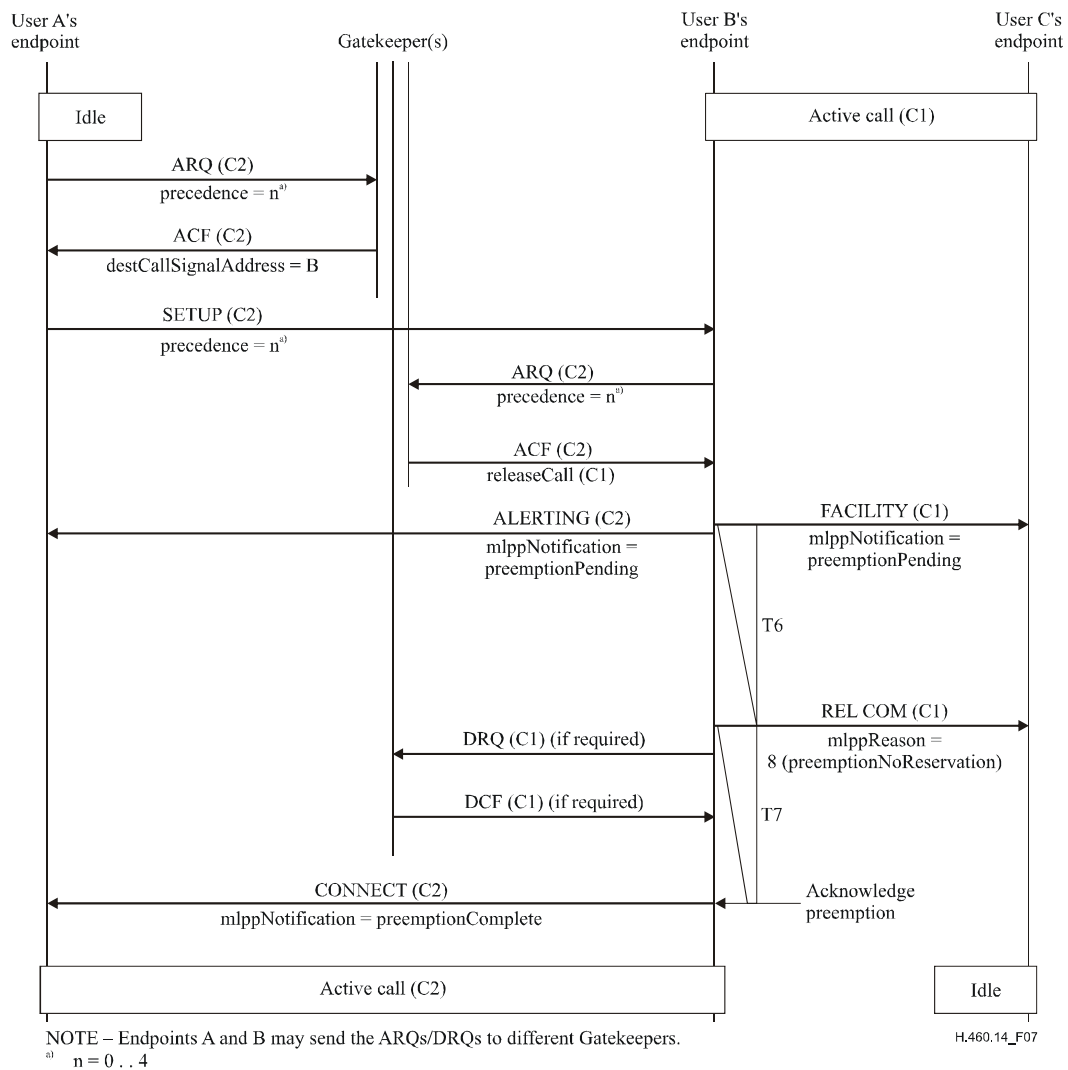 User A's
endpoint
Gatekeeper(s)
User B's
endpoint
User C's
endpoint
Idle
Active call (C1)
ARQ (C2)
precedence = n a)
ACF (C2)
destCallSignalAddress = B
SETUP (C2)
precedence = n a)
ARQ (C2)
precedence = n a)
ACF (C2)
releaseCall (C1)
ALERTING (C2)
mlppNotification =
preemptionPending
FACILITY (C1)
mlppNotification =
preemptionPending
T6
REL COM (C1)
mlppReason =
8 (preemptionNoReservation)
DRQ (C1) (if required)
DCF (C1) (if required)
T7
CONNECT (C2)
mlppNotification = preemptionComplete
Acknowledge
preemption
Active call (C2)
Idle
NOTE – Endpoints A and B may send the ARQs/DRQs to different Gatekeepers.
a) n = 0 . . 4
H.460.14_F07